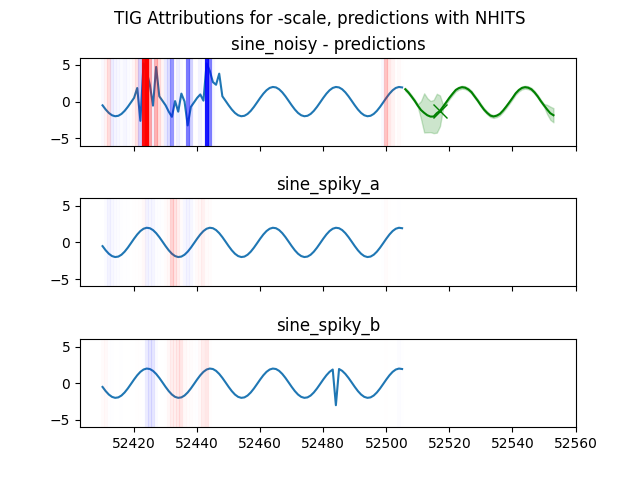 TIG Attributions for -scale, predictions with NHITS
sine_noisy - predictions
5
0
−5
sine_spiky_a
5
0
−5
sine_spiky_b
5
0
−5
52420 52440 52460 52480 52500 52520 52540 52560